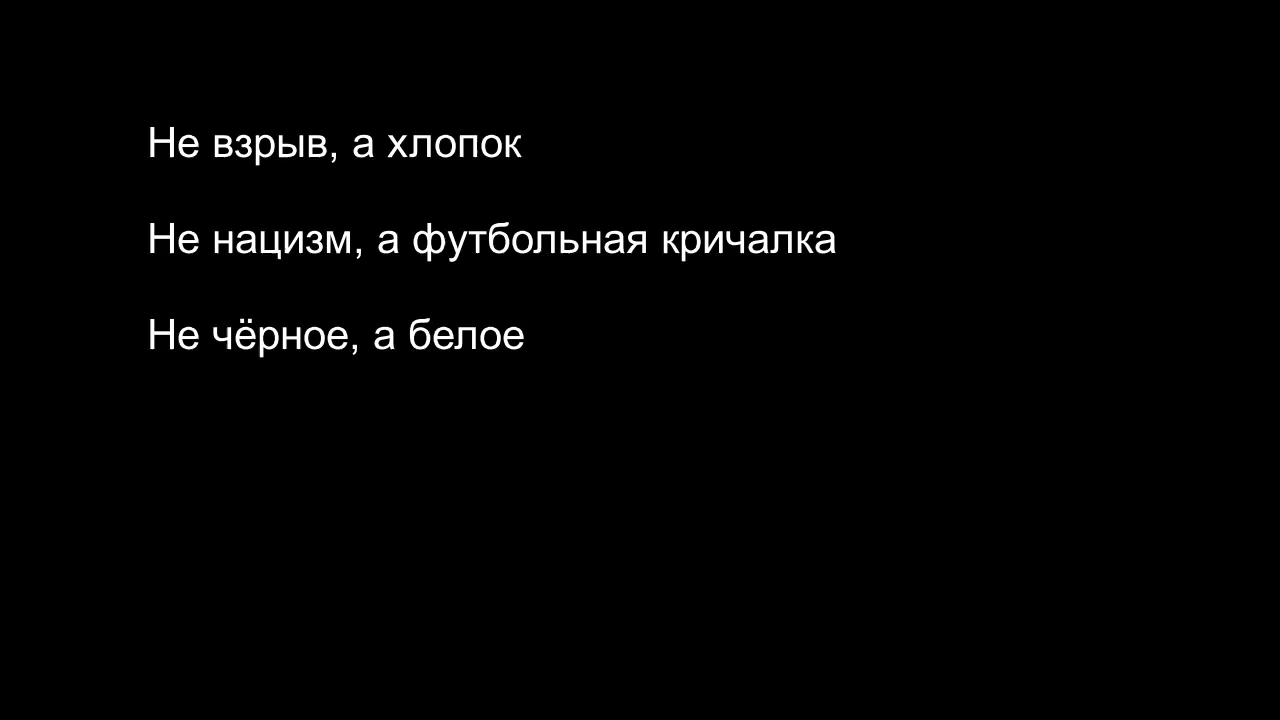 Не взрыв, а хлопок
Не нацизм, а футбольная кричалка
Не чёрное, а белое